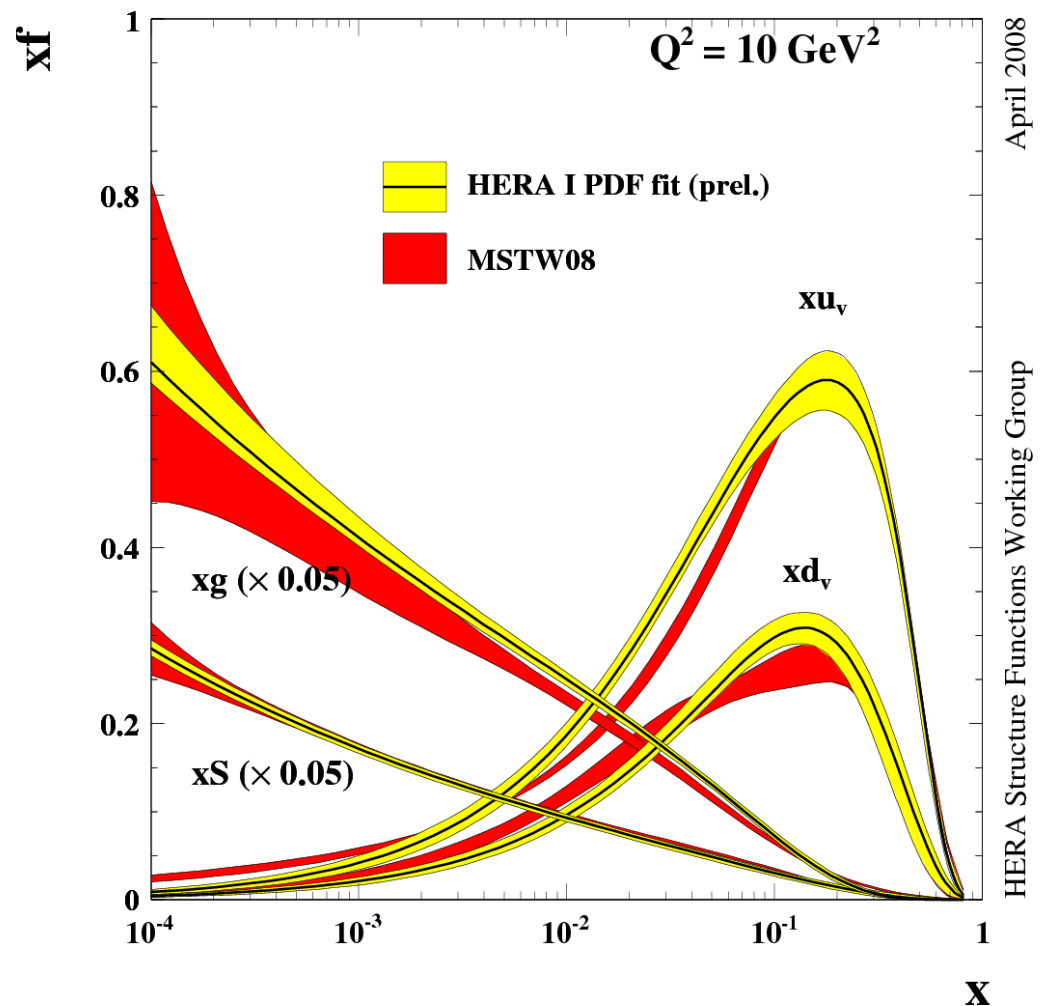 xf
Q² = 10 GeV²
April 2008
HERA I PDF fit (prel.)
MSTW08
xuᵥ
xdᵥ
xg (× 0.05)
xS (× 0.05)
HERA Structure Functions Working Group
1
0.8
0.6
0.4
0.2
0
10⁻⁴
10⁻³
10⁻²
10⁻¹
1
x